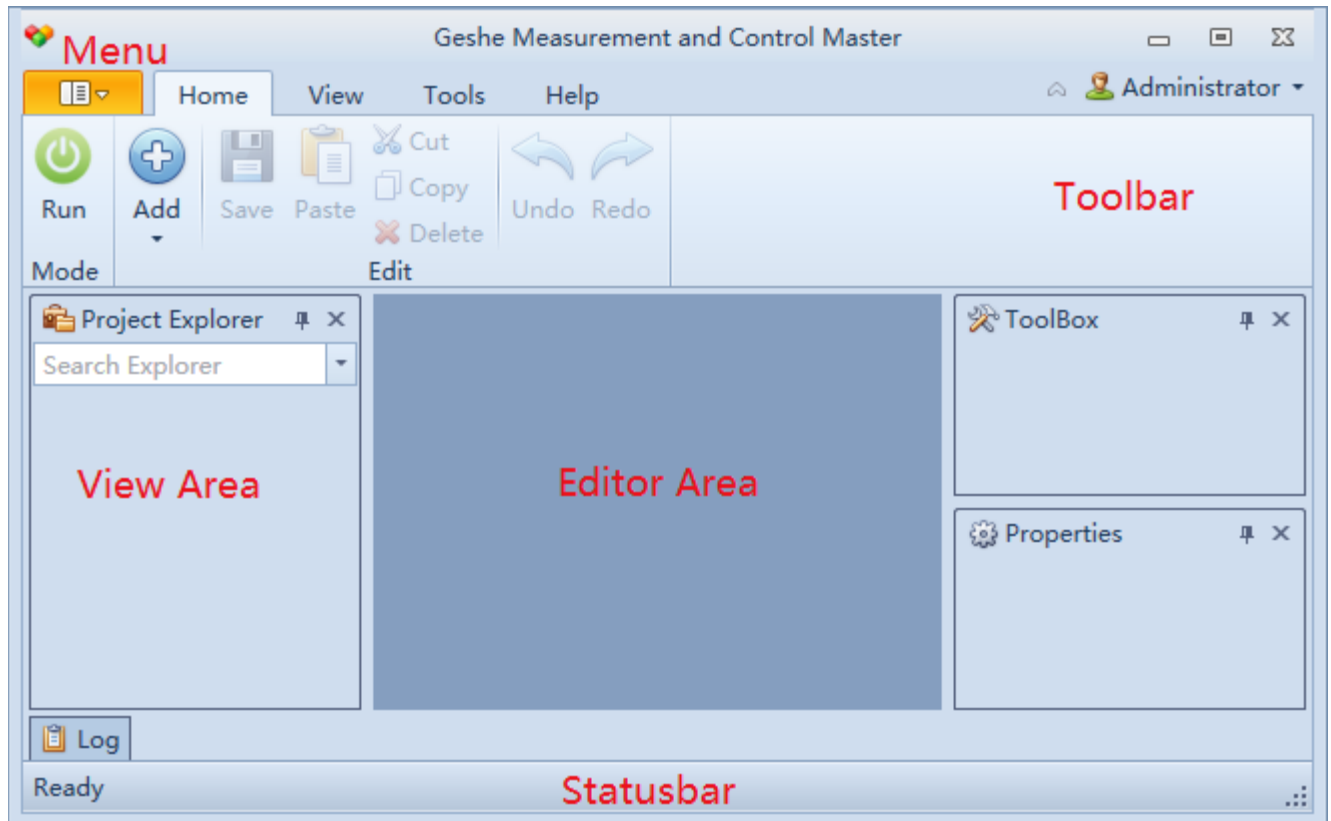 Geshe Measurement and Control Master
Menu
Home View Tools Help Administrator
Run Add Save Paste Cut Copy Delete Undo Redo
Toolbar
Mode Edit
Project Explorer
Search Explorer
View Area
Editor Area
ToolBox
Properties
Log
Ready
Statusbar